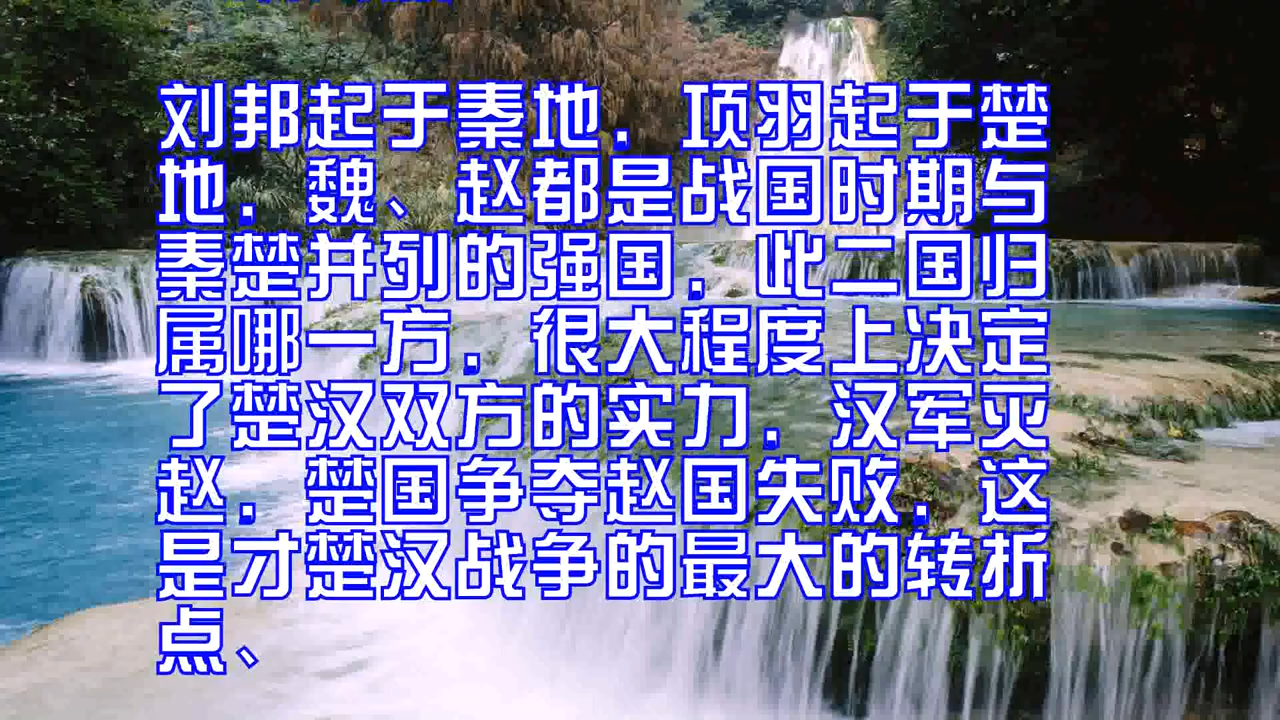 刘邦起于秦地．项羽起于楚
地．魏、赵都是战国时期与
秦楚并列的强国．此二国归
属哪一方．很大程度上决定
了楚汉双方的实力．汉军灭
赵．楚国争夺赵国失败．这
是才楚汉战争的最大的转折
点、